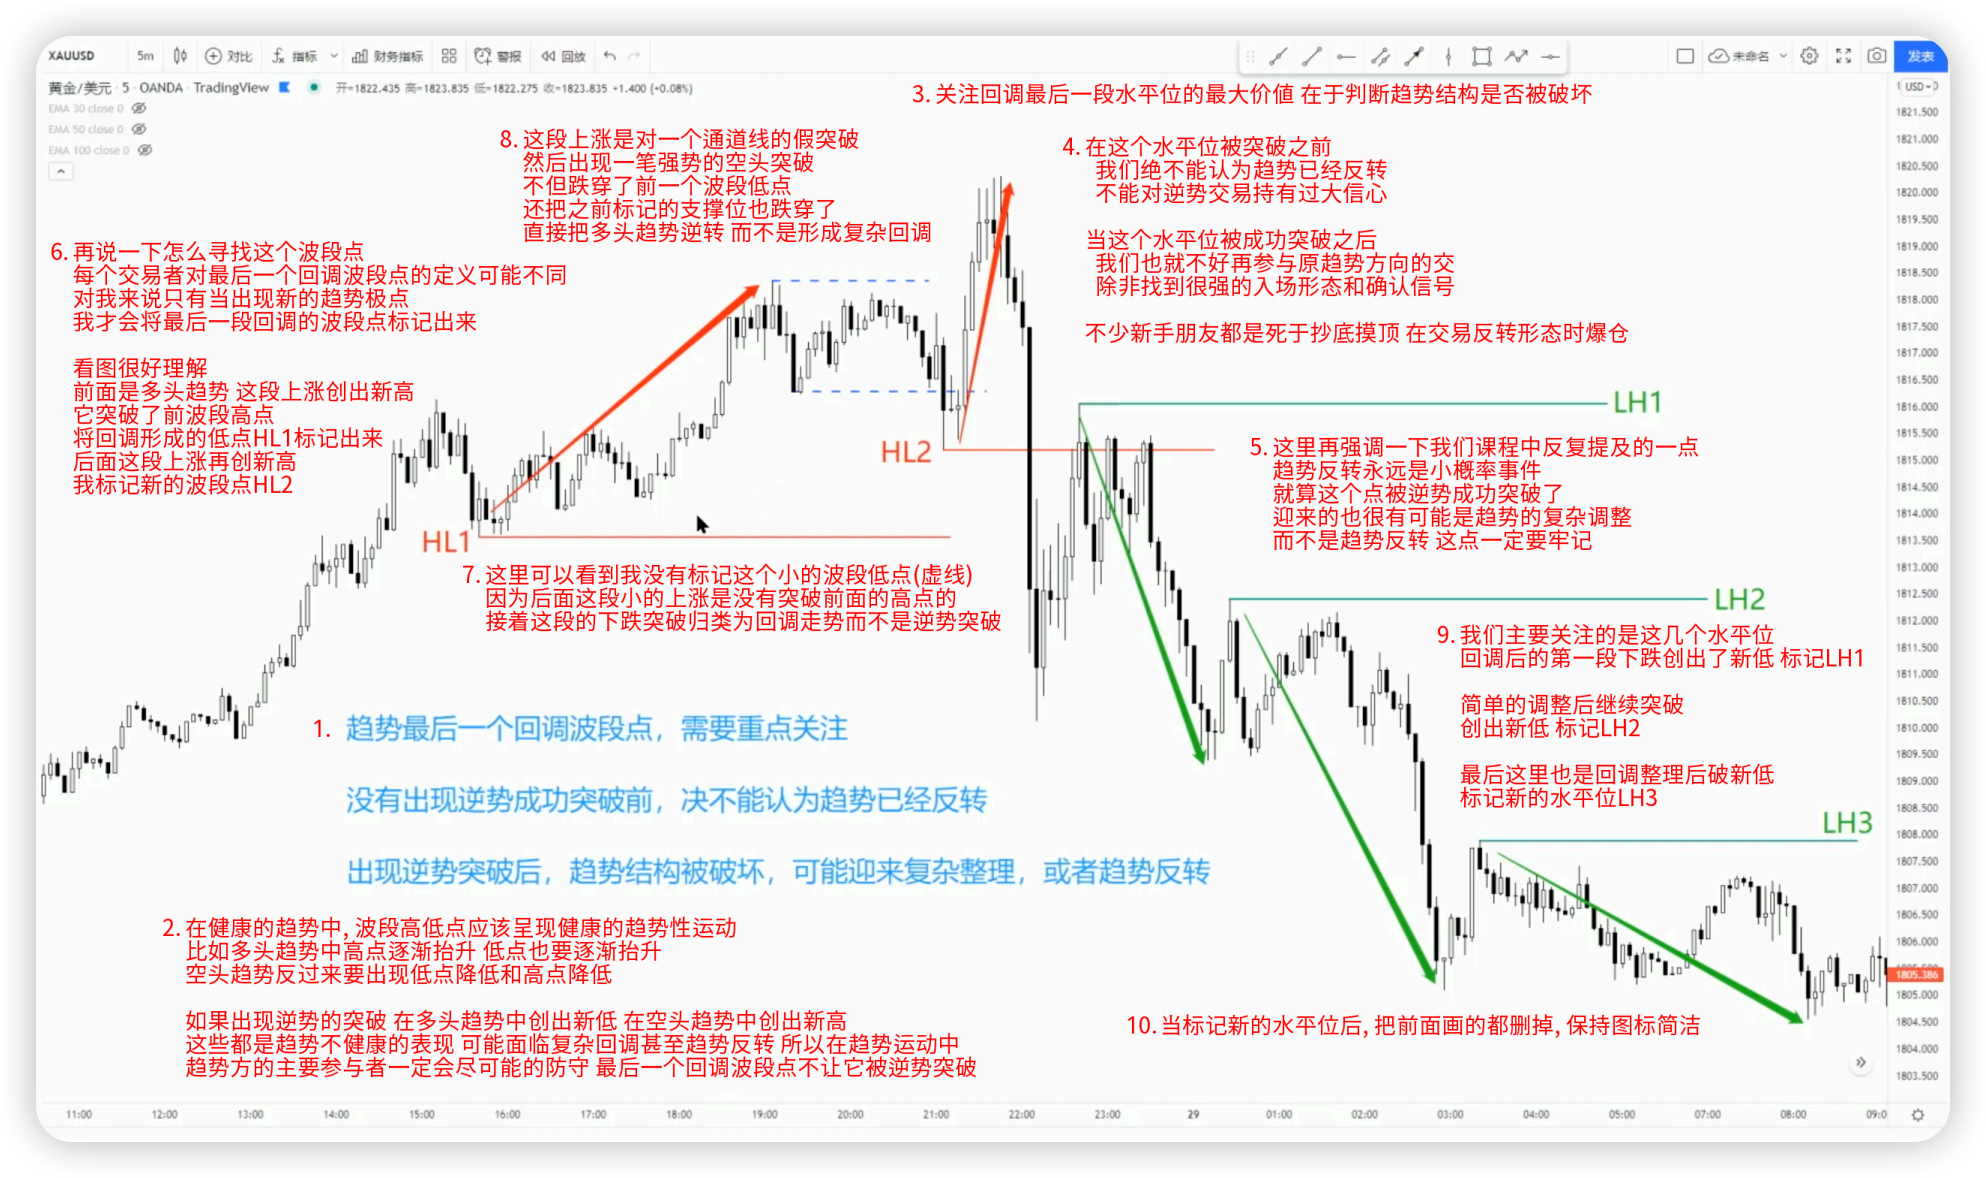 XAUUSD 5m 对比 指标 财务指标 警报 回放 未命名 发表
黄金/美元 · 5 · OANDA · TradingView 开=1822.435 高=1823.835 低=1822.275 收=1823.835 +1.400 (+0.08%)
EMA 30 close 0
EMA 50 close 0
EMA 100 close 0
USD
3. 关注回调最后一段水平位的最大价值 在于判断趋势结构是否被破坏
8. 这段上涨是对一个通道线的假突破
然后出现一笔强势的空头突破
不但跌穿了前一个波段低点
还把之前标记的支撑位也跌穿了
直接把多头趋势逆转 而不是形成复杂回调
4. 在这个水平位被突破之前
我们绝不能认为趋势已经反转
不能对逆势交易持有过大信心
当这个水平位被成功突破之后
我们也就不好再参与原趋势方向的交
除非找到很强的入场形态和确认信号
不少新手朋友都是死于抄底摸顶 在交易反转形态时爆仓
6. 再说一下怎么寻找这个波段点
每个交易者对最后一个回调波段点的定义可能不同
对我来说只有当出现新的趋势极点
我才会将最后一段回调的波段点标记出来
看图很好理解
前面是多头趋势 这段上涨创出新高
它突破了前波段高点
将回调形成的低点HL1标记出来
后面这段上涨再创新高
我标记新的波段点HL2
HL1
HL2
LH1
5. 这里再强调一下我们课程中反复提及的一点
趋势反转永远是小概率事件
就算这个点被逆势成功突破了
迎来的也很有可能是趋势的复杂调整
而不是趋势反转 这点一定要牢记
7. 这里可以看到我没有标记这个小的波段低点(虚线)
因为后面这段小的上涨是没有突破前面的高点的
接着这段的下跌突破归类为回调走势而不是逆势突破
LH2
9. 我们主要关注的是这几个水平位
回调后的第一段下跌创出了新低 标记LH1
简单的调整后继续突破
创出新低 标记LH2
最后这里也是回调整理后破新低
标记新的水平位LH3
LH3
1. 趋势最后一个回调波段点，需要重点关注
没有出现逆势成功突破前，决不能认为趋势已经反转
出现逆势突破后，趋势结构被破坏，可能迎来复杂整理，或者趋势反转
2. 在健康的趋势中, 波段高低点应该呈现健康的趋势性运动
比如多头趋势中高点逐渐抬升 低点也要逐渐抬升
空头趋势反过来要出现低点降低和高点降低
如果出现逆势的突破 在多头趋势中创出新低 在空头趋势中创出新高
这些都是趋势不健康的表现 可能面临复杂回调甚至趋势反转 所以在趋势运动中
趋势方的主要参与者一定会尽可能的防守 最后一个回调波段点不让它被逆势突破
10. 当标记新的水平位后, 把前面画的都删掉, 保持图标简洁
1821.500
1821.000
1820.500
1820.000
1819.500
1819.000
1818.500
1818.000
1817.500
1817.000
1816.500
1816.000
1815.500
1815.000
1814.500
1814.000
1813.500
1813.000
1812.500
1812.000
1811.500
1811.000
1810.500
1810.000
1809.500
1809.000
1808.500
1808.000
1807.500
1807.000
1806.500
1806.000
1805.386
1805.000
1804.500
1804.000
1803.500
11:00 12:00 13:00 14:00 15:00 16:00 17:00 18:00 19:00 20:00 21:00 22:00 23:00 29 01:00 02:00 03:00 04:00 05:00 06:00 07:00 08:00 09:0